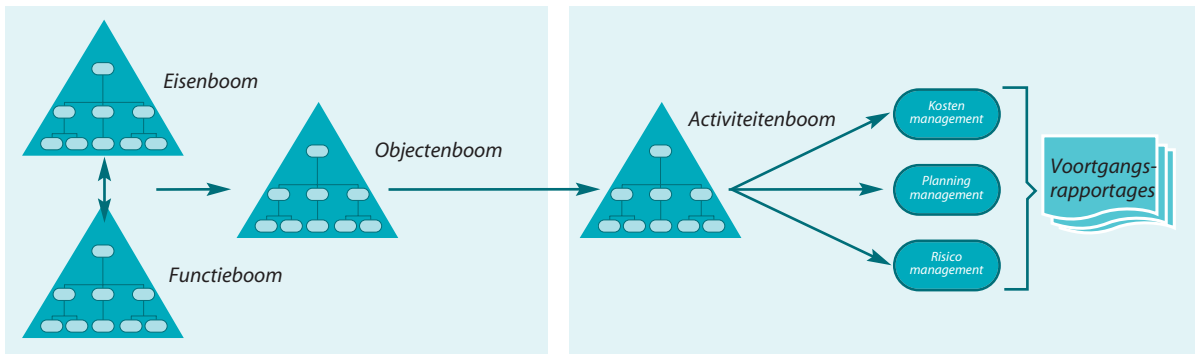 Eisenboom
Functieboom
Objectenboom
Activiteitenboom
Kosten
management
Planning
management
Risico
management
Voortgangs-
rapportages